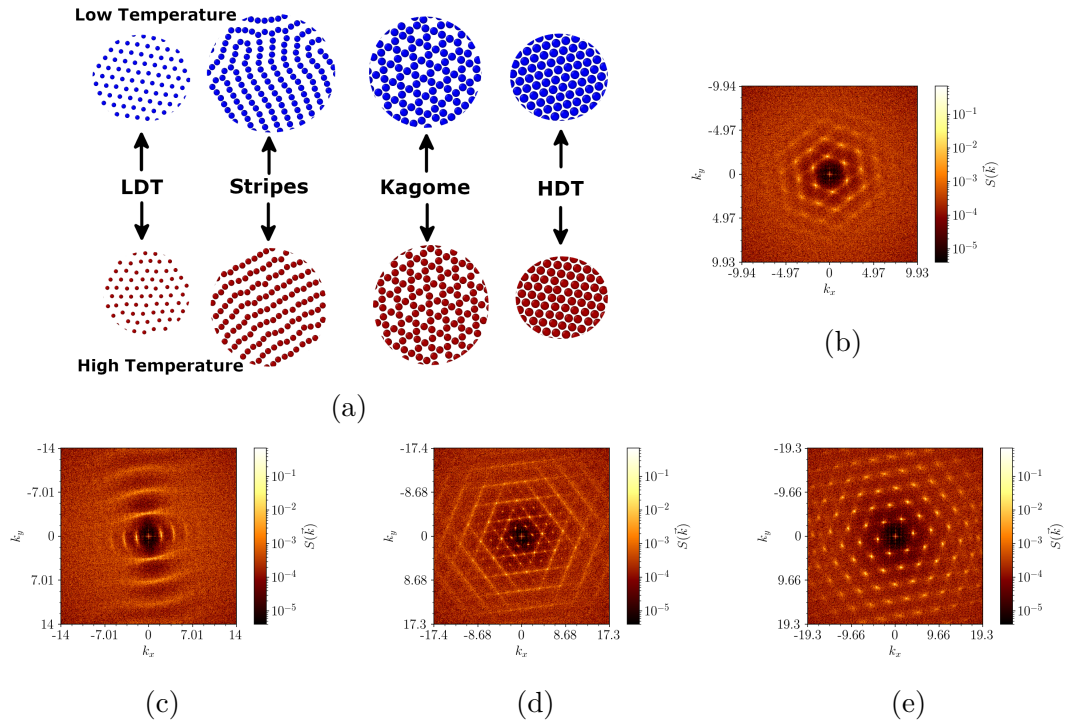 Low Temperature
LDT Stripes Kagome HDT
High Temperature
(a)
-9.94
-4.97
0
4.97
9.93
k_y
-9.94 -4.97 0 4.97 9.93
k_x
10^{-1}
10^{-2}
10^{-3}
10^{-4}
10^{-5}
S(\vec{k})
(b)
-14
-7.01
0
7.01
14
k_y
-14 -7.01 0 7.01 14
k_x
10^{-1}
10^{-2}
10^{-3}
10^{-4}
10^{-5}
S(\vec{k})
(c)
-17.4
-8.68
0
8.68
17.3
k_y
-17.4 -8.68 0 8.68 17.3
k_x
10^{-1}
10^{-2}
10^{-3}
10^{-4}
10^{-5}
S(\vec{k})
(d)
-19.3
-9.66
0
9.66
19.3
k_y
-19.3 -9.66 0 9.66 19.3
k_x
10^{-1}
10^{-2}
10^{-3}
10^{-4}
10^{-5}
S(\vec{k})
(e)